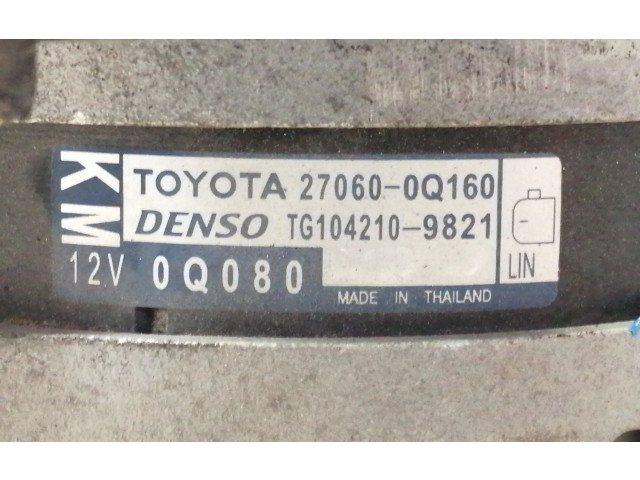 KM
TOYOTA 27060-0Q160
DENSO TG104210-9821
12V 0Q080
MADE IN THAILAND
LIN